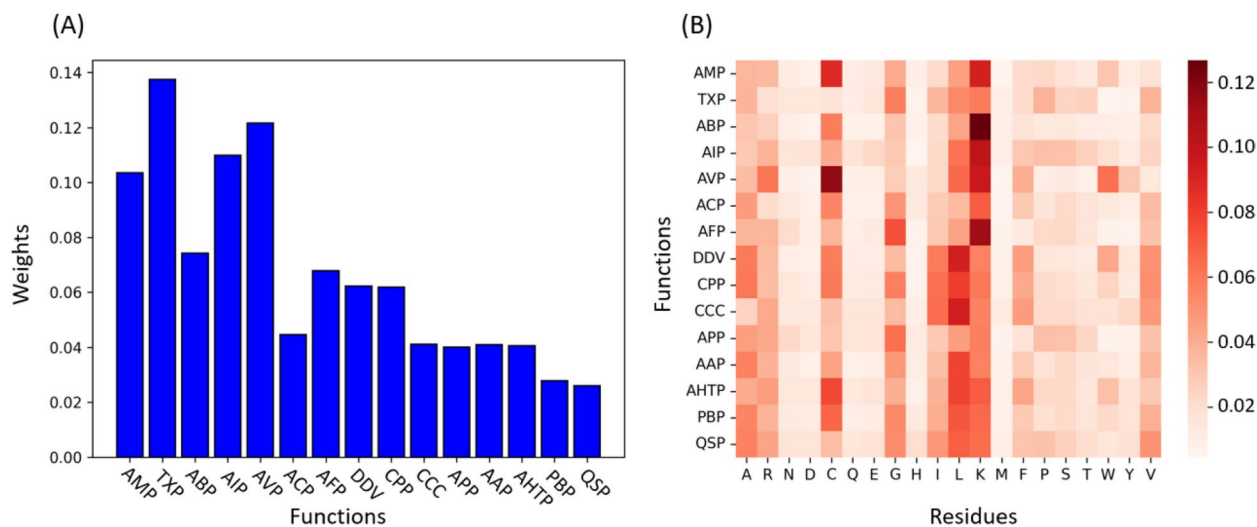 (A)
Weights
0.14
0.12
0.10
0.08
0.06
0.04
0.02
0.00
AMP TXP ABP AIP AVP ACP AFP DDV CPP CCC APP AAP AHTP PBP QSP
Functions
(B)
Functions
AMP
TXP
ABP
AIP
AVP
ACP
AFP
DDV
CPP
CCC
APP
AAP
AHTP
PBP
QSP
A R N D C Q E G H I L K M F P S T W Y V
Residues
0.12
0.10
0.08
0.06
0.04
0.02